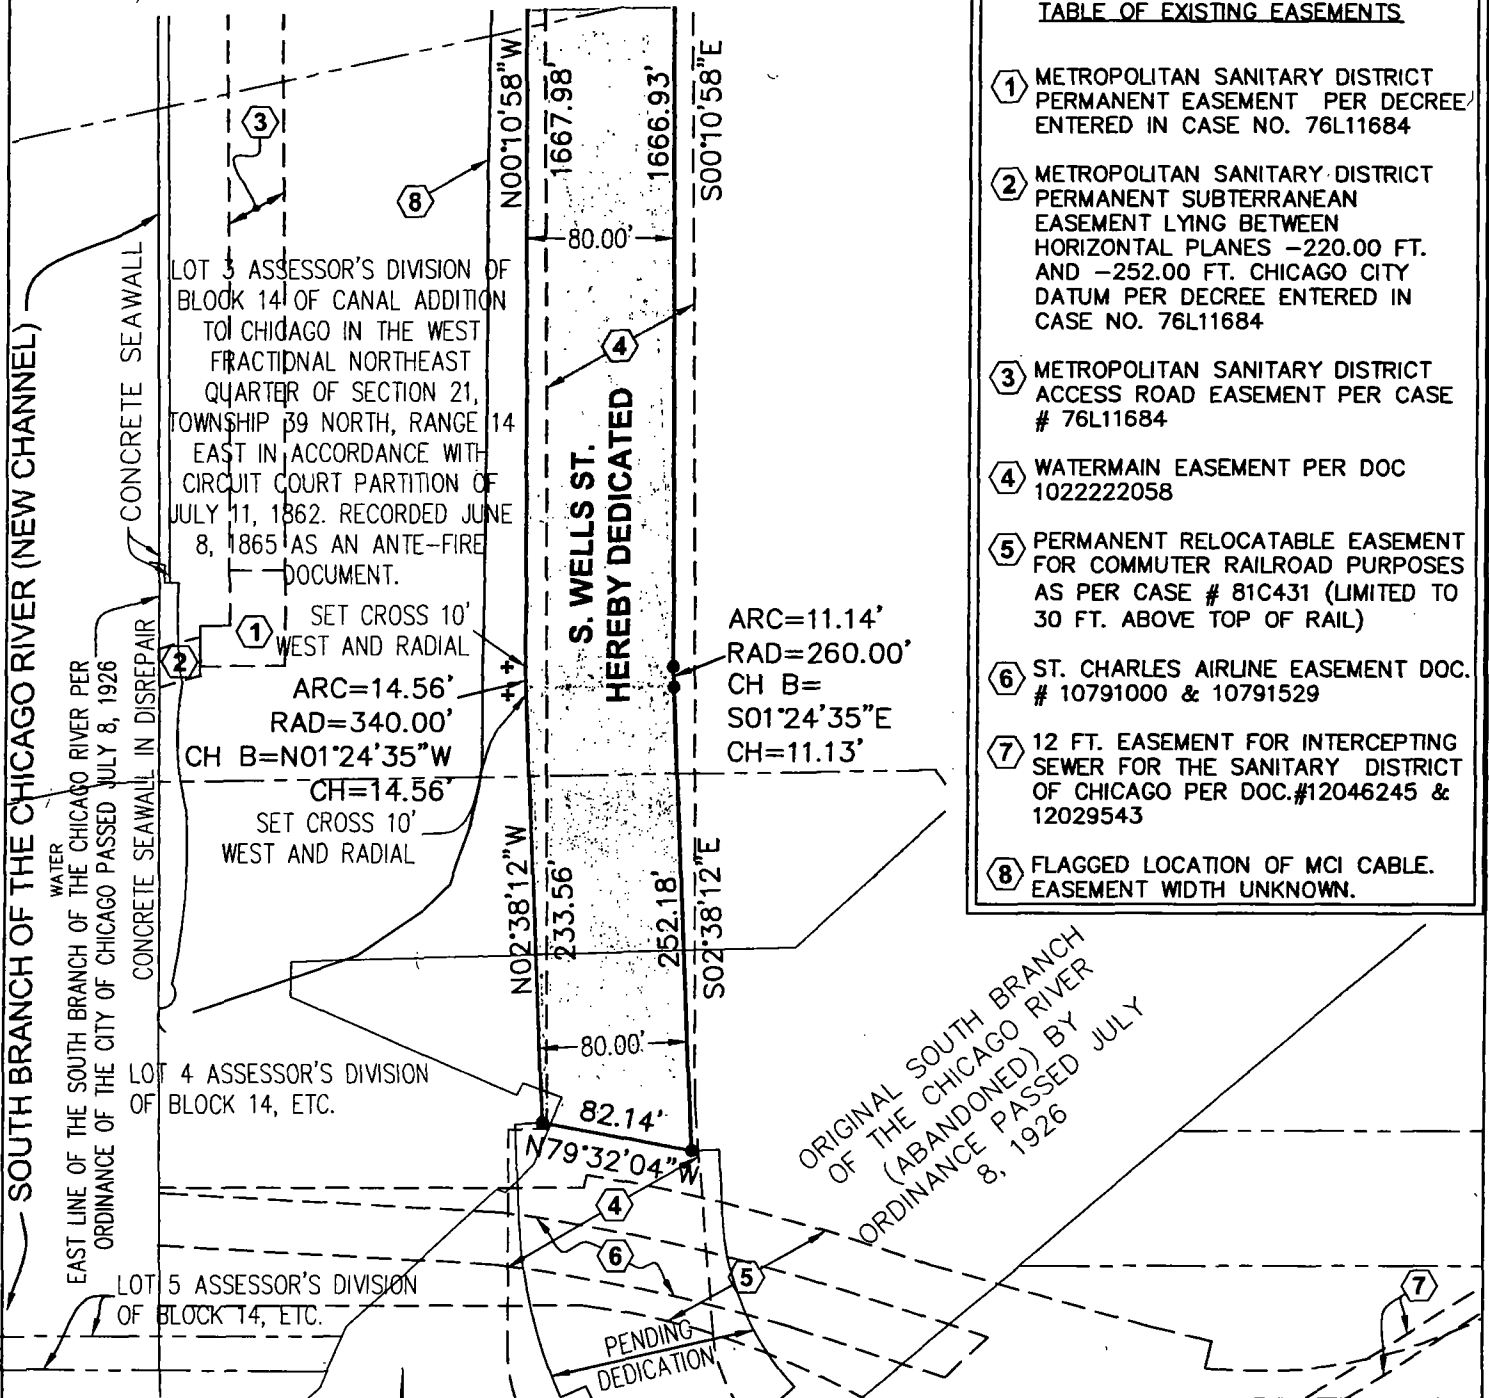 SOUTH BRANCH OF THE CHICAGO RIVER (NEW CHANNEL)
EAST LINE OF THE SOUTH BRANCH OF THE CHICAGO RIVER PER
WATER
ORDINANCE OF THE CITY OF CHICAGO PASSED JULY 8, 1926
CONCRETE SEAWALL
CONCRETE SEAWALL IN DISREPAIR
3
8
LOT 3 ASSESSOR'S DIVISION OF
BLOCK 14 OF CANAL ADDITION
TO CHICAGO IN THE WEST
FRACTIONAL NORTHEAST
QUARTER OF SECTION 21,
TOWNSHIP 39 NORTH, RANGE 14
EAST IN ACCORDANCE WITH
CIRCUIT COURT PARTITION OF
JULY 11, 1862. RECORDED JUNE
8, 1865 AS AN ANTE-FIRE
DOCUMENT.
1
2
SET CROSS 10'
WEST AND RADIAL
ARC=14.56'
RAD=340.00'
CH B=N01°24'35"W
CH=14.56'
SET CROSS 10'
WEST AND RADIAL
N00°10'58"W
1667.98'
1666.93'
S00°10'58"E
80.00'
4
S. WELLS ST.
HEREBY DEDICATED
ARC=11.14'
RAD=260.00'
CH B=
S01°24'35"E
CH=11.13'
N02°38'12"W
233.56'
252.18'
S02°38'12"E
80.00'
82.14'
N79°32'04"W
LOT 4 ASSESSOR'S DIVISION
OF BLOCK 14, ETC.
LOT 5 ASSESSOR'S DIVISION
OF BLOCK 14, ETC.
4
6
5
7
PENDING
DEDICATION
ORIGINAL SOUTH BRANCH
OF THE CHICAGO RIVER
(ABANDONED) BY
ORDINANCE PASSED JULY
8, 1926
TABLE OF EXISTING EASEMENTS
1 METROPOLITAN SANITARY DISTRICT
PERMANENT EASEMENT PER DECREE
ENTERED IN CASE NO. 76L11684
2 METROPOLITAN SANITARY DISTRICT
PERMANENT SUBTERRANEAN
EASEMENT LYING BETWEEN
HORIZONTAL PLANES -220.00 FT.
AND -252.00 FT. CHICAGO CITY
DATUM PER DECREE ENTERED IN
CASE NO. 76L11684
3 METROPOLITAN SANITARY DISTRICT
ACCESS ROAD EASEMENT PER CASE
# 76L11684
4 WATERMAIN EASEMENT PER DOC
1022222058
5 PERMANENT RELOCATABLE EASEMENT
FOR COMMUTER RAILROAD PURPOSES
AS PER CASE # 81C431 (LIMITED TO
30 FT. ABOVE TOP OF RAIL)
6 ST. CHARLES AIRLINE EASEMENT DOC.
# 10791000 & 10791529
7 12 FT. EASEMENT FOR INTERCEPTING
SEWER FOR THE SANITARY DISTRICT
OF CHICAGO PER DOC.#12046245 &
12029543
8 FLAGGED LOCATION OF MCI CABLE.
EASEMENT WIDTH UNKNOWN.